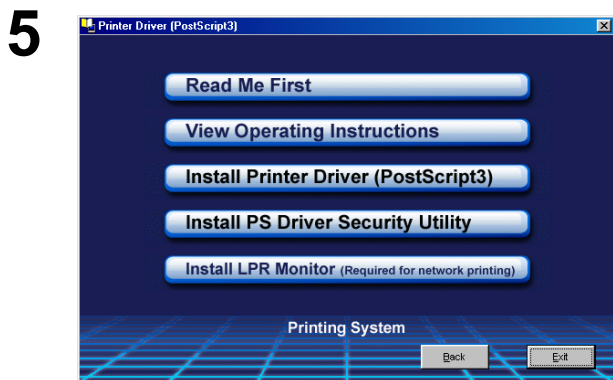 5
Printer Driver (PostScript3)
Read Me First
View Operating Instructions
Install Printer Driver (PostScript3)
Install PS Driver Security Utility
Install LPR Monitor (Required for network printing)
Printing System
Back Exit